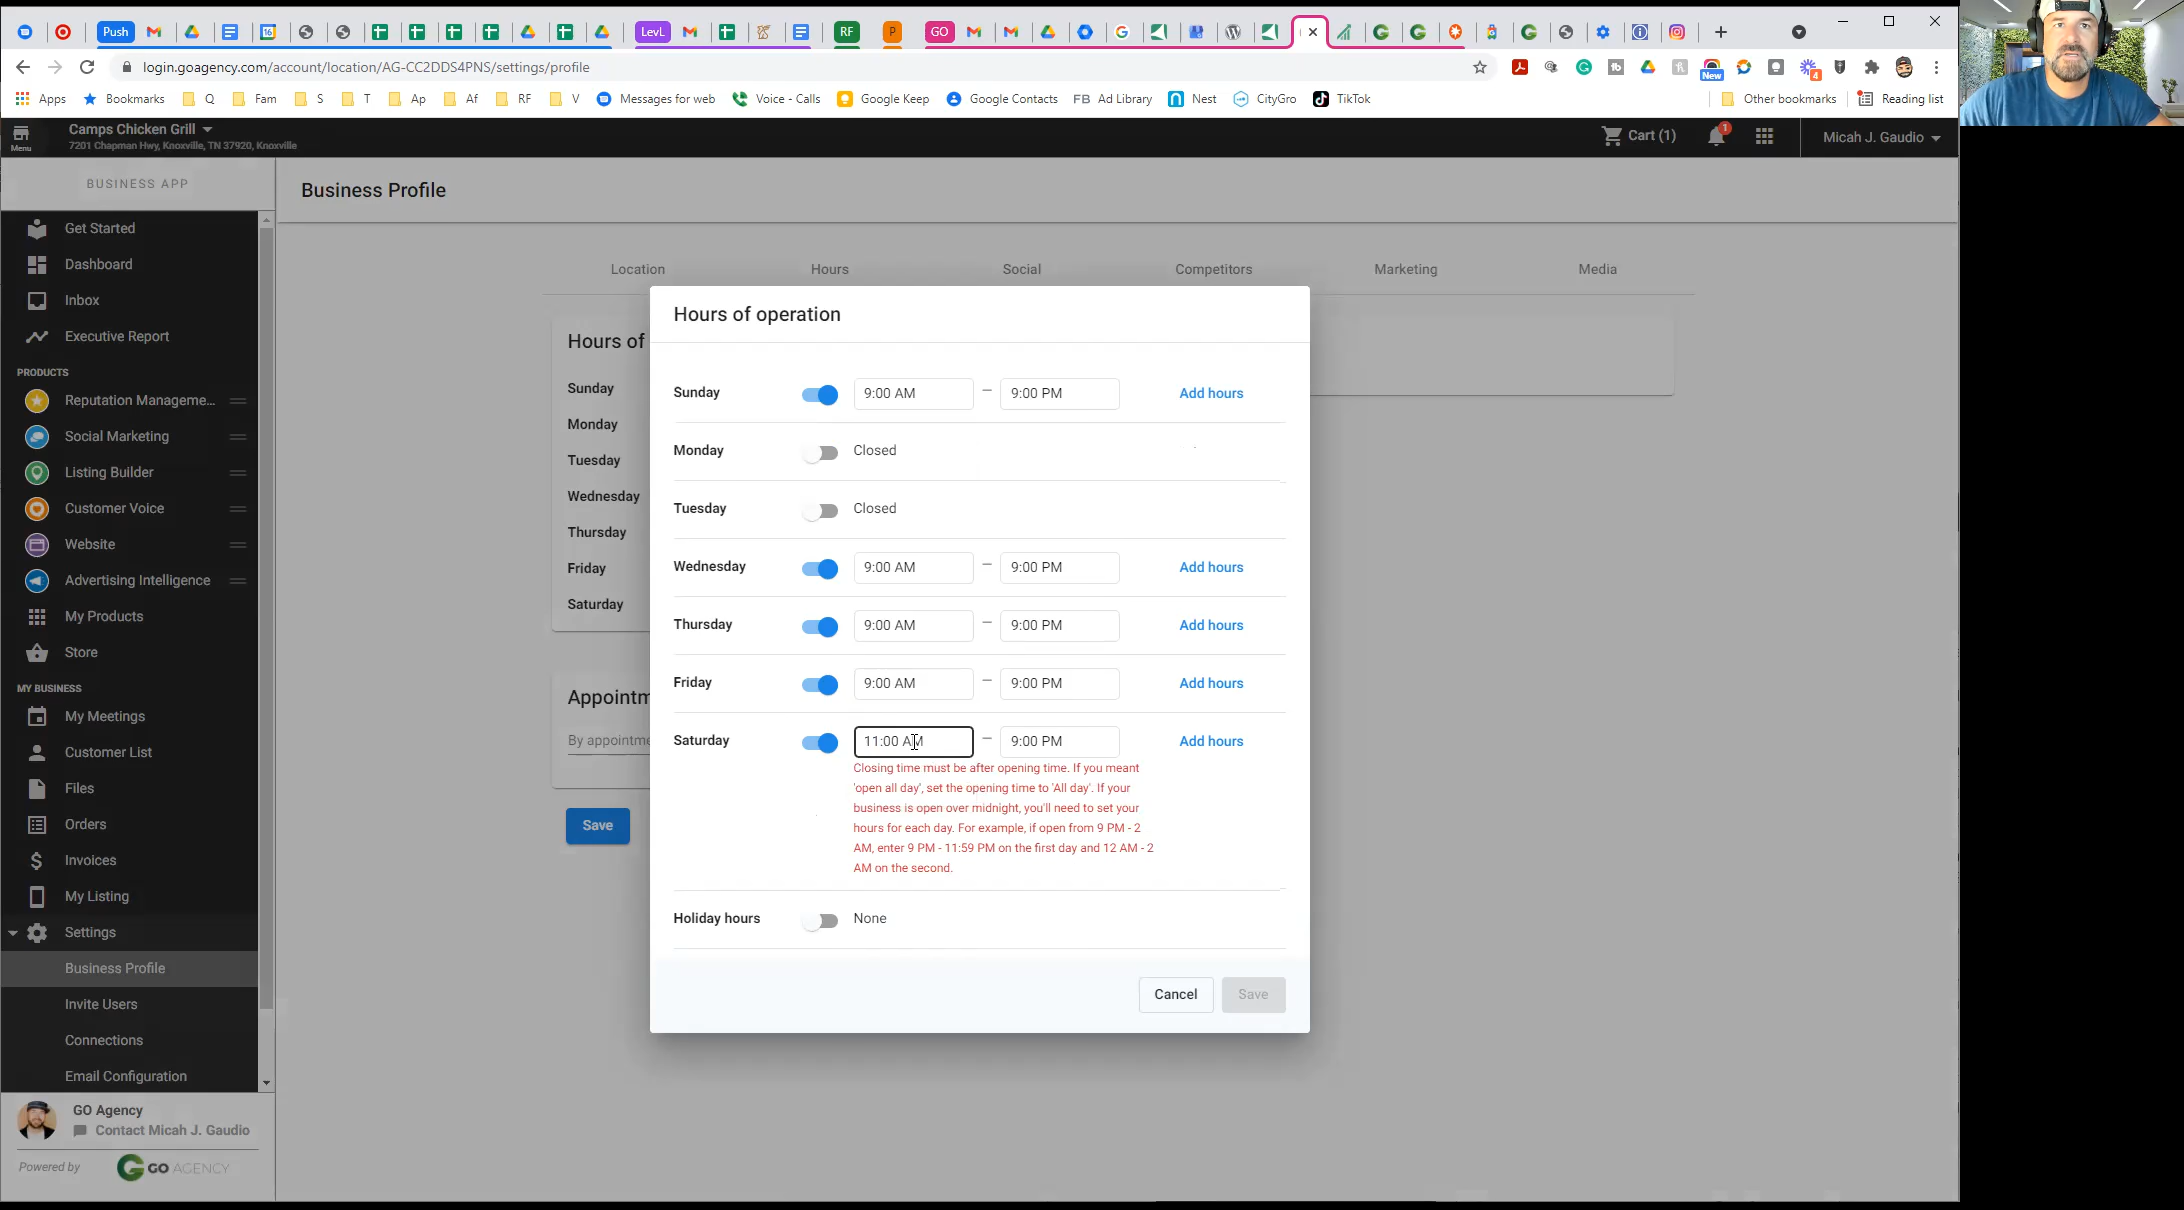 Push
16
LevL
RF
P
GO
login.goagency.com/account/location/AG-CC2DDS4PNS/settings/profile
New
4
Apps
Bookmarks
Q
Fam
S
T
Ap
Af
RF
V
Messages for web
Voice - Calls
Google Keep
Google Contacts
FB Ad Library
Nest
CityGro
TikTok
Other bookmarks
Reading list
Menu
Camps Chicken Grill
7201 Chapman Hwy, Knoxville, TN 37920, Knoxville
Cart (1)
1
Micah J. Gaudio
BUSINESS APP
Get Started
Dashboard
Inbox
Executive Report
PRODUCTS
Reputation Manageme...
Social Marketing
Listing Builder
Customer Voice
Website
Advertising Intelligence
My Products
Store
MY BUSINESS
My Meetings
Customer List
Files
Orders
Invoices
My Listing
Settings
Business Profile
Invite Users
Connections
Email Configuration
GO Agency
Contact Micah J. Gaudio
Powered by
GO AGENCY
Business Profile
Location
Hours
Social
Competitors
Marketing
Media
Hours of
Sunday
Monday
Tuesday
Wednesday
Thursday
Friday
Saturday
Appointm
By appointme
Save
Hours of operation
Sunday 9:00 AM – 9:00 PM Add hours
Monday Closed
Tuesday Closed
Wednesday 9:00 AM – 9:00 PM Add hours
Thursday 9:00 AM – 9:00 PM Add hours
Friday 9:00 AM – 9:00 PM Add hours
Saturday 11:00 AM – 9:00 PM Add hours
Closing time must be after opening time. If you meant
'open all day', set the opening time to 'All day'. If your
business is open over midnight, you'll need to set your
hours for each day. For example, if open from 9 PM - 2
AM, enter 9 PM - 11:59 PM on the first day and 12 AM - 2
AM on the second.
Holiday hours None
Cancel
Save